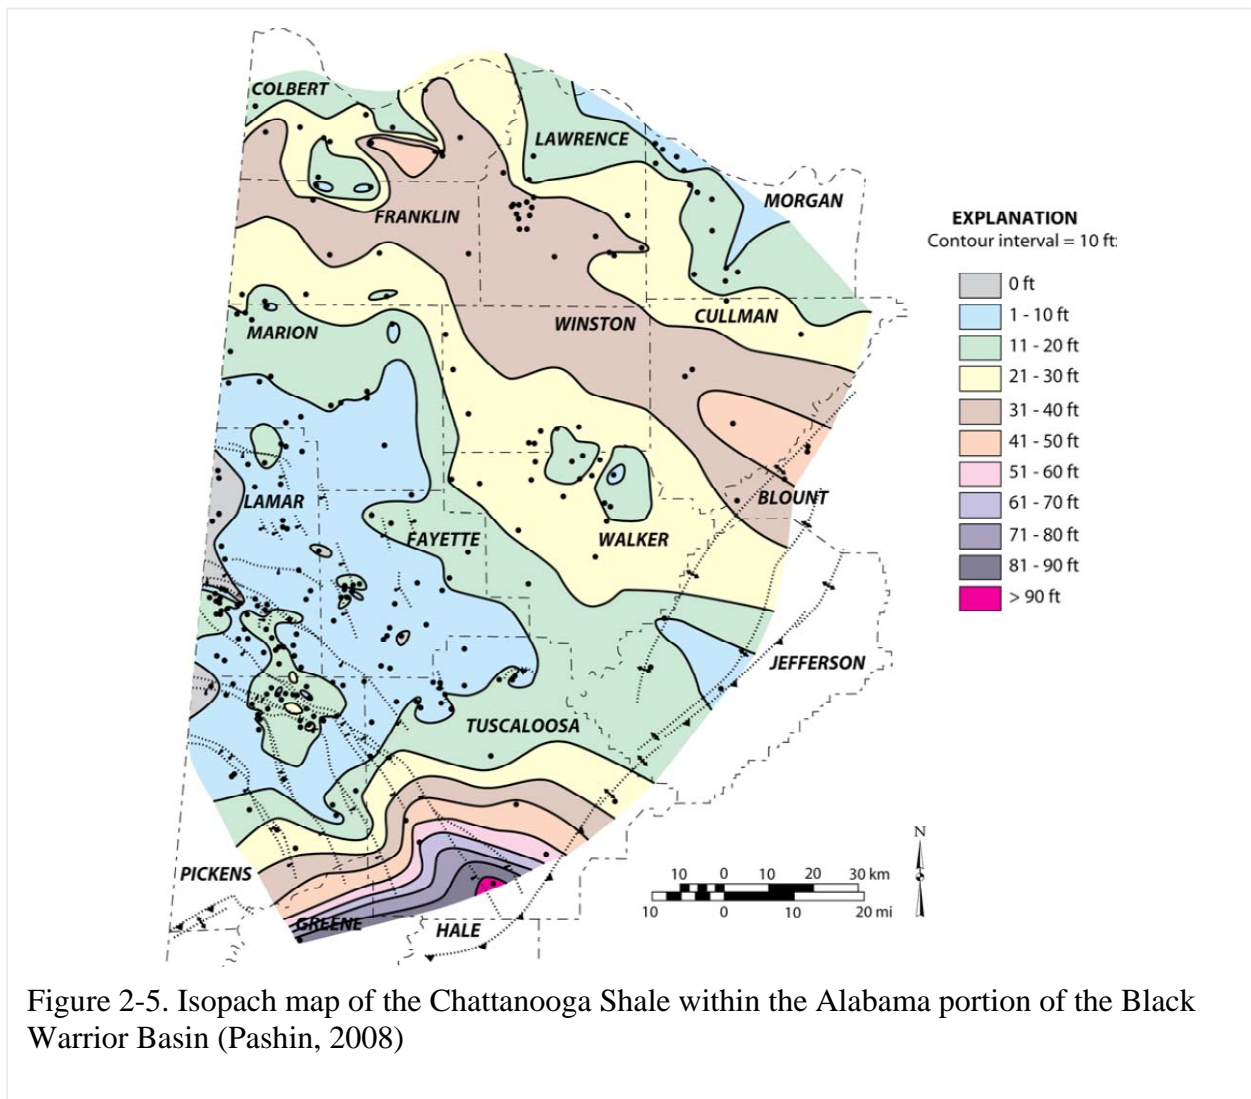 COLBERT
LAWRENCE
MORGAN
FRANKLIN
EXPLANATION
Contour interval = 10 ft:
0 ft
1 - 10 ft
11 - 20 ft
21 - 30 ft
31 - 40 ft
41 - 50 ft
51 - 60 ft
61 - 70 ft
71 - 80 ft
81 - 90 ft
> 90 ft
MARION
WINSTON
CULLMAN
LAMAR
BLOUNT
FAYETTE
WALKER
JEFFERSON
TUSCALOOSA
PICKENS
GREENE
HALE
N
10 0 10 20 30 km
10 0 10 20 mi
Figure 2-5. Isopach map of the Chattanooga Shale within the Alabama portion of the Black
Warrior Basin (Pashin, 2008)